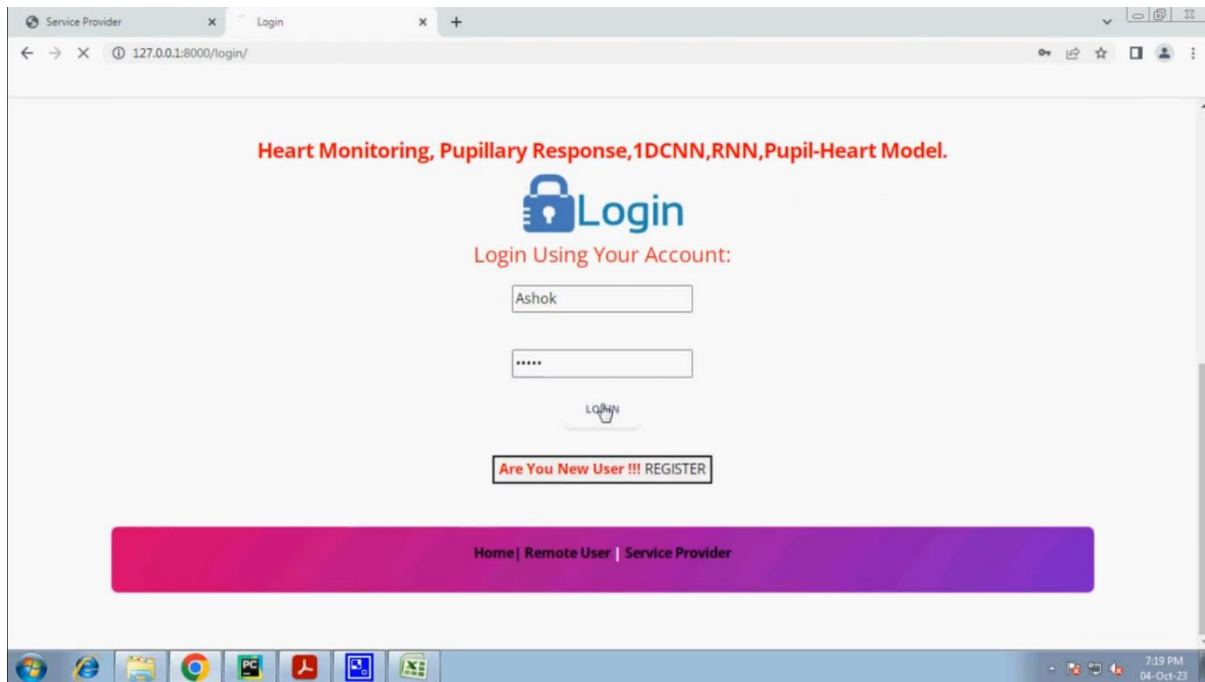 Service Provider
Login
127.0.0.1:8000/login/
Heart Monitoring, Pupillary Response,1DCNN,RNN,Pupil-Heart Model.
Login
Login Using Your Account:
Ashok
•••••
LOGIN
Are You New User !!! REGISTER
Home| Remote User | Service Provider
PC
7:19 PM
04-Oct-23